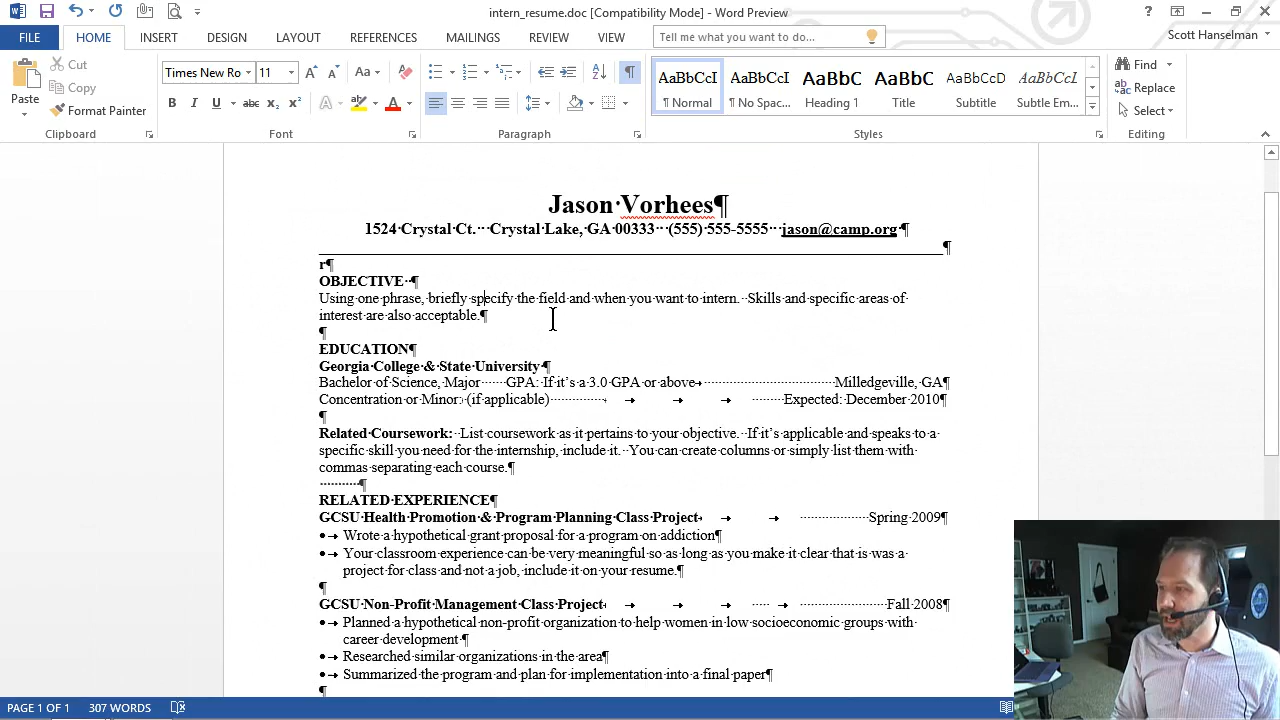 intern_resume.doc [Compatibility Mode] - Word Preview
Scott Hanselman
FILE HOME INSERT DESIGN LAYOUT REFERENCES MAILINGS REVIEW VIEW Tell me what you want to do...
Paste
Cut
Copy
Format Painter
Times New Ro 11
Aa
B I U abc X₂ X²
A A
AaBbCcI AaBbCcI AaBbC AaBbC AaBbCcD AaBbCcI
¶ Normal ¶ No Spac... Heading 1 Title Subtitle Subtle Em...
Find
Replace
Select
Clipboard Font Paragraph Styles Editing
Jason·Vorhees¶
1524·Crystal·Ct.···Crystal·Lake,·GA·00333···(555)·555-5555···jason@camp.org·¶
¶
r¶
OBJECTIVE··¶
Using·one·phrase,·briefly·specify·the·field·and·when·you·want·to·intern.··Skills·and·specific·areas·of·
interest·are·also·acceptable.¶
¶
EDUCATION¶
Georgia·College·&·State·University·¶
Bachelor·of·Science,·Major······GPA:·If·it's·a·3.0·GPA·or·above→································Milledgeville,·GA¶
Concentration·or·Minor:·(if·applicable)·············→→→→········Expected:·December·2010¶
¶
Related·Coursework:··List·coursework·as·it·pertains·to·your·objective.··If·it's·applicable·and·speaks·to·a·
specific·skill·you·need·for·the·internship,·include·it.··You·can·create·columns·or·simply·list·them·with·
commas·separating·each·course.¶
··········¶
RELATED·EXPERIENCE¶
GCSU·Health·Promotion·&·Program·Planning·Class·Project→→→·················Spring·2009¶
•→Wrote·a·hypothetical·grant·proposal·for·a·program·on·addiction¶
•→Your·classroom·experience·can·be·very·meaningful·so·as·long·as·you·make·it·clear·that·is·was·a·
project·for·class·and·not·a·job,·include·it·on·your·resume.¶
¶
GCSU·Non-Profit·Management·Class·Project→→→→····→·················Fall·2008¶
•→Planned·a·hypothetical·non-profit·organization·to·help·women·in·low·socioeconomic·groups·with·
career·development·¶
•→Researched·similar·organizations·in·the·area¶
•→Summarized·the·program·and·plan·for·implementation·into·a·final·paper¶
¶
PAGE 1 OF 1 307 WORDS